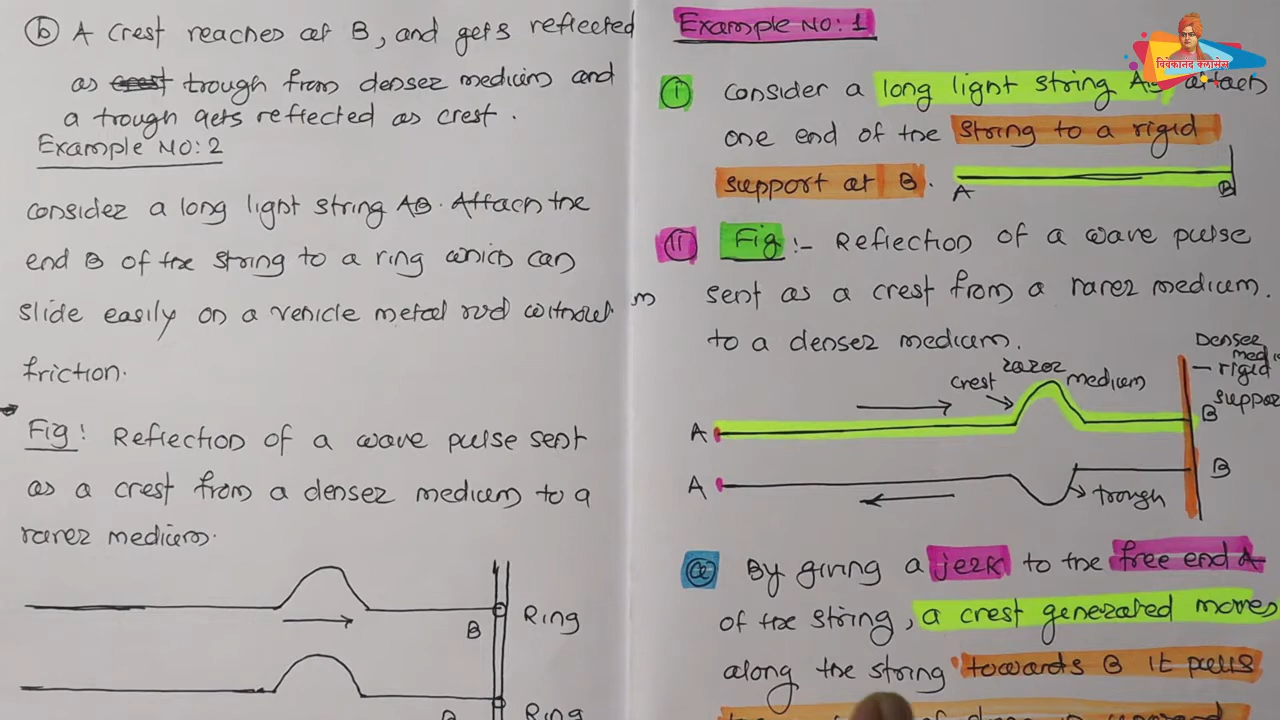 ⓑ A crest reaches at B, and gets reflected
as crest trough from denser medium and
a trough gets reflected as crest.
Example NO: 2
Consider a long light string AB. Attach the
end B of the string to a ring which can
slide easily on a vehicle metal rod without
friction.
Fig: Reflection of a wave pulse sent
as a crest from a denser medium to a
rarer medium.
B Ring
B Ring
Example NO: 1
ⓘ Consider a long light string AB attach
one end of the string to a rigid
support at B.
A B
ⓘⓘ Fig :- Reflection of a wave pulse
sent as a crest from a rarer medium.
to a denser medium.
Denser
medi
rigid
suppor
rarer
crest medium
A B
A B
trough
ⓐ By giving a jerk to the free end A
of the string, a crest generated moves
along the string towards B it pulls
विवेकानंद क्लासेस